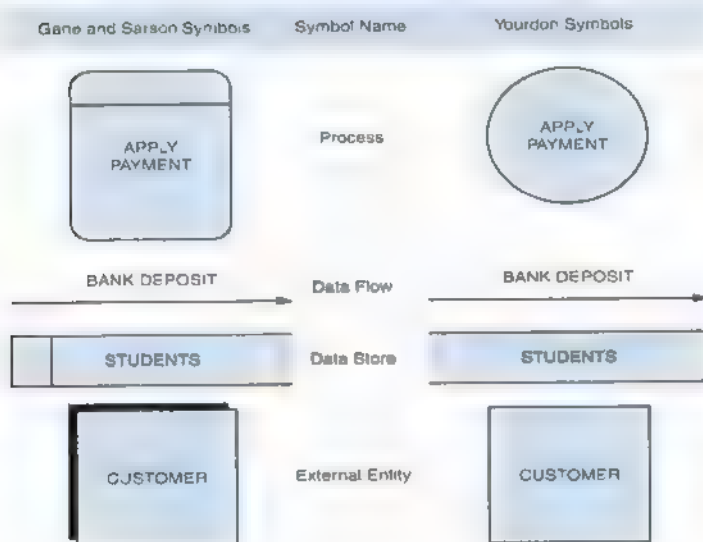 Gane and Sarson Symbols Symbol Name Yourdon Symbols
APPLY
PAYMENT
Process
APPLY
PAYMENT
BANK DEPOSIT Data Flow BANK DEPOSIT
STUDENTS Data Store STUDENTS
CUSTOMER External Entity CUSTOMER